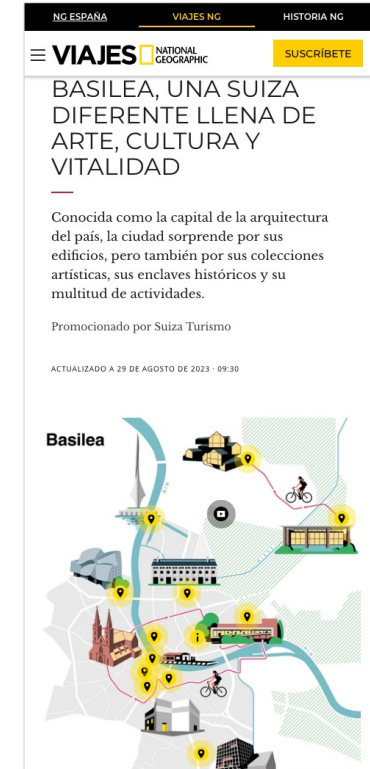 NG ESPAÑA VIAJES NG HISTORIA NG
VIAJES NATIONAL GEOGRAPHIC SUSCRÍBETE
BASILEA, UNA SUIZA
DIFERENTE LLENA DE
ARTE, CULTURA Y
VITALIDAD
Conocida como la capital de la arquitectura
del país, la ciudad sorprende por sus
edificios, pero también por sus colecciones
artísticas, sus enclaves históricos y su
multitud de actividades.
Promocionado por Suiza Turismo
ACTUALIZADO A 29 DE AGOSTO DE 2023 · 09:30
Basilea